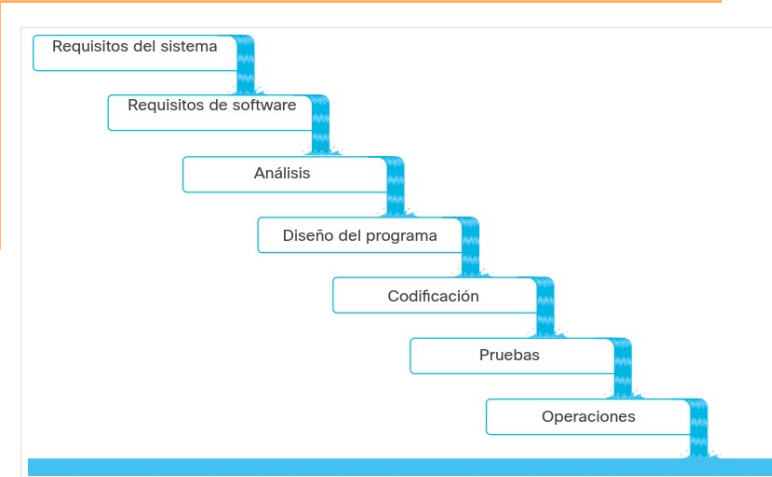 Requisitos del sistema
Requisitos de software
Análisis
Diseño del programa
Codificación
Pruebas
Operaciones